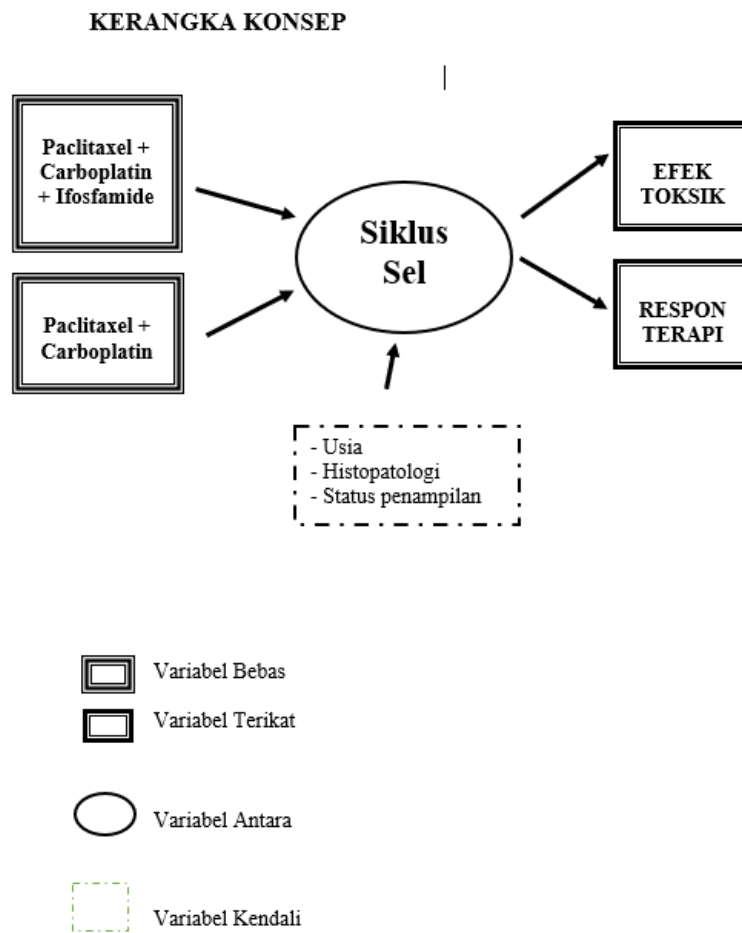 KERANGKA KONSEP
Paclitaxel +
Carboplatin
+ Ifosfamide
Paclitaxel +
Carboplatin
Siklus
Sel
EFEK
TOKSIK
RESPON
TERAPI
- Usia
- Histopatologi
- Status penampilan
Variabel Bebas
Variabel Terikat
Variabel Antara
Variabel Kendali